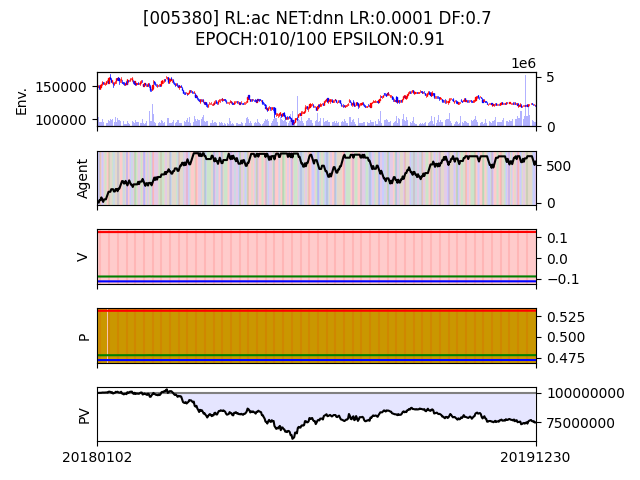 [005380] RL:ac NET:dnn LR:0.0001 DF:0.7
EPOCH:010/100 EPSILON:0.91
1e6
Env.
150000
100000
5
0
Agent
500
0
V
0.1
0.0
−0.1
P
0.525
0.500
0.475
PV
100000000
75000000
20180102
20191230